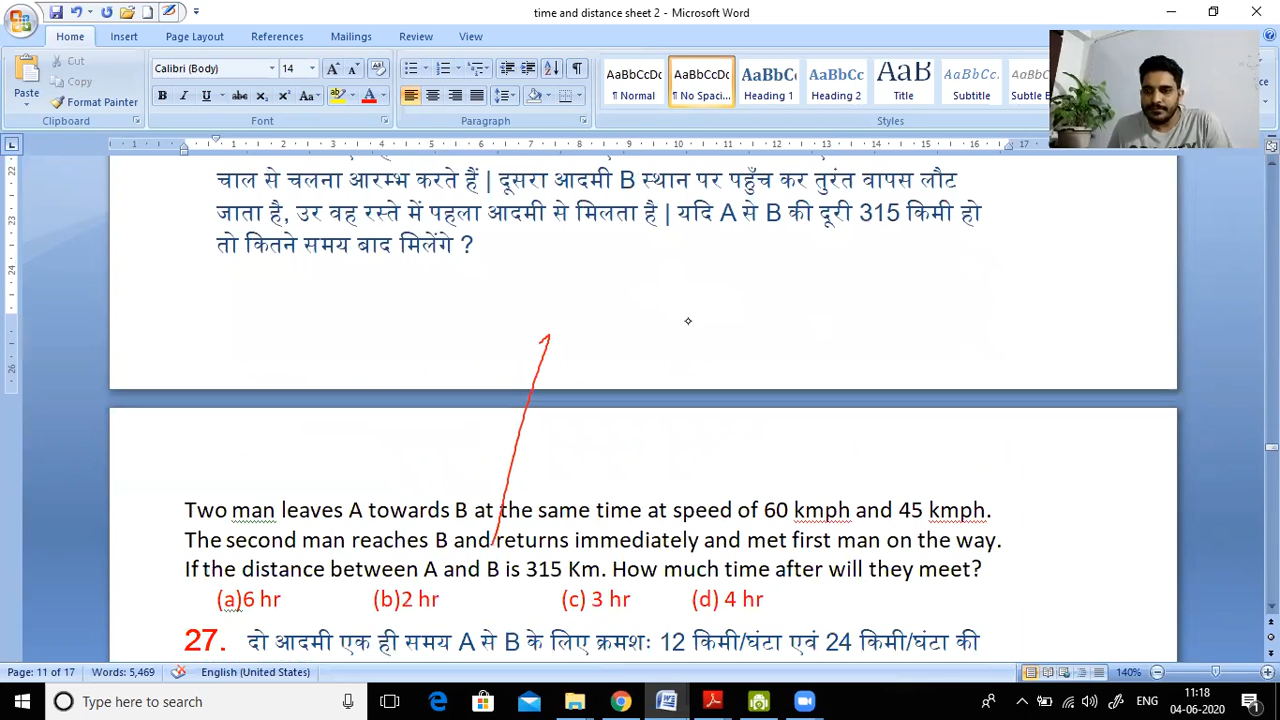 time and distance sheet 2 - Microsoft Word
Home Insert Page Layout References Mailings Review View
Cut
Copy
Format Painter
Paste
Clipboard
Calibri (Body) 14
Font
Paragraph
AaBbCcDc AaBbCcDc AaBbCc AaBbCc AaB AaBbCc. AaBbCcDc
¶ Normal ¶ No Spaci... Heading 1 Heading 2 Title Subtitle Subtle E
Styles
चाल से चलना आरम्भ करते हैं | दूसरा आदमी B स्थान पर पहुँच कर तुरंत वापस लौट
जाता है, उर वह रस्ते में पहला आदमी से मिलता है | यदि A से B की दूरी 315 किमी हो
तो कितने समय बाद मिलेंगे ?
Two man leaves A towards B at the same time at speed of 60 kmph and 45 kmph.
The second man reaches B and returns immediately and met first man on the way.
If the distance between A and B is 315 Km. How much time after will they meet?
(a)6 hr (b)2 hr (c) 3 hr (d) 4 hr
27. दो आदमी एक ही समय A से B के लिए क्रमशः 12 किमी/घंटा एवं 24 किमी/घंटा की
Page: 11 of 17 Words: 5,469 English (United States) 140%
Type here to search
ENG
11:18
04-06-2020